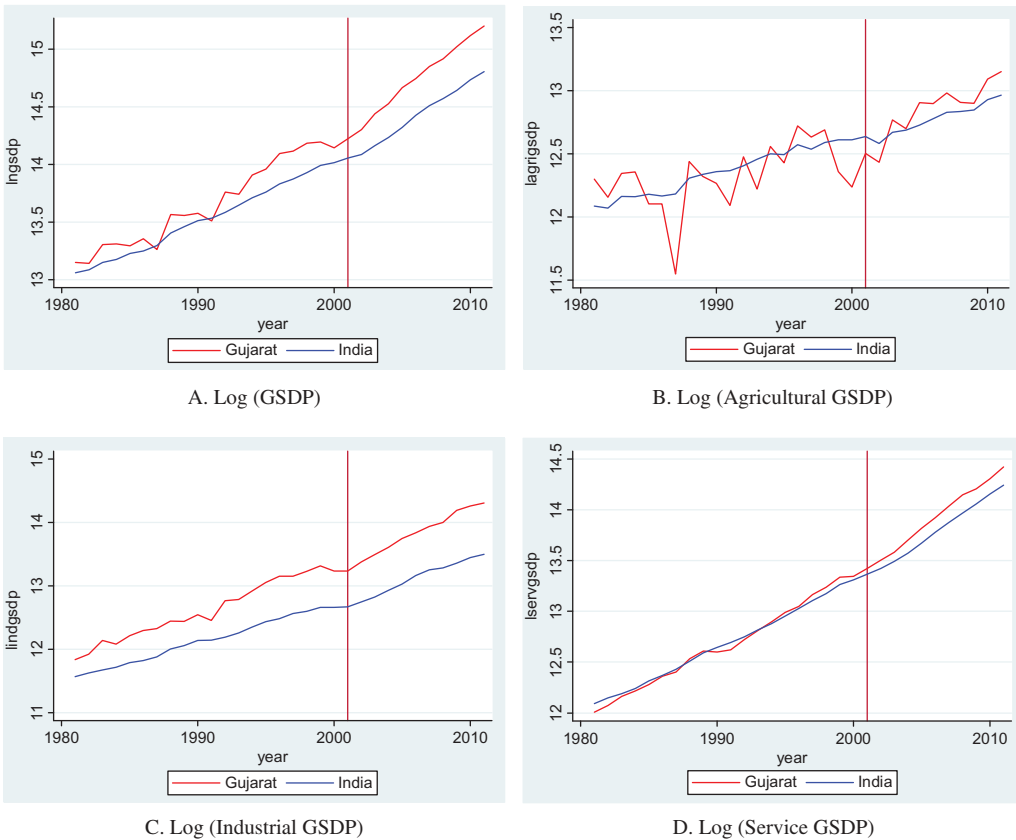 lngsdp
13 13.5 14 14.5 15
1980 1990 2000 2010
year
Gujarat India
A. Log (GSDP)
lagrigsdp
11.5 12 12.5 13 13.5
1980 1990 2000 2010
year
Gujarat India
B. Log (Agricultural GSDP)
lindgsdp
11 12 13 14 15
1980 1990 2000 2010
year
Gujarat India
C. Log (Industrial GSDP)
lservgsdp
12 12.5 13 13.5 14 14.5
1980 1990 2000 2010
year
Gujarat India
D. Log (Service GSDP)